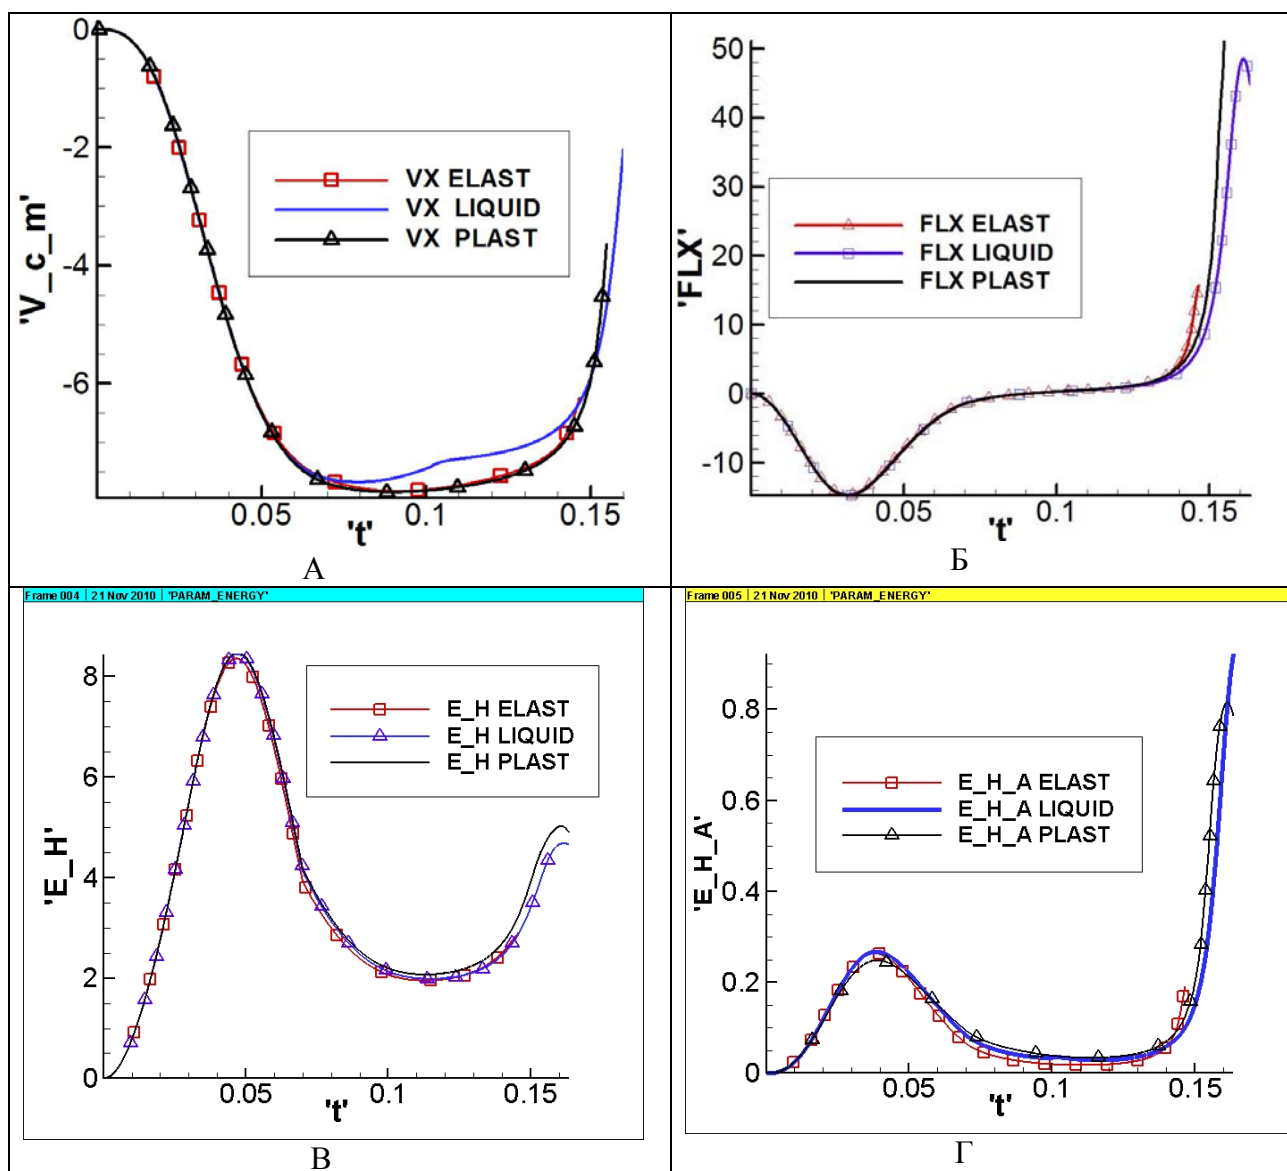 0
-2
-4
-6
'V_c_m'
VX ELAST
VX LIQUID
VX PLAST
0.05
0.1
0.15
't'
А
50
40
30
20
10
0
-10
'FLX'
FLX ELAST
FLX LIQUID
FLX PLAST
0.05
0.1
0.15
't'
Б
Frame 004 | 21 Nov 2010 | 'PARAM_ENERGY'
8
6
4
2
0
'E_H'
E_H ELAST
E_H LIQUID
E_H PLAST
0.05
0.1
0.15
't'
В
Frame 005 | 21 Nov 2010 | 'PARAM_ENERGY'
0.8
0.6
0.4
0.2
0
'E_H_A'
E_H_A ELAST
E_H_A LIQUID
E_H_A PLAST
0.05
0.1
0.15
't'
Г